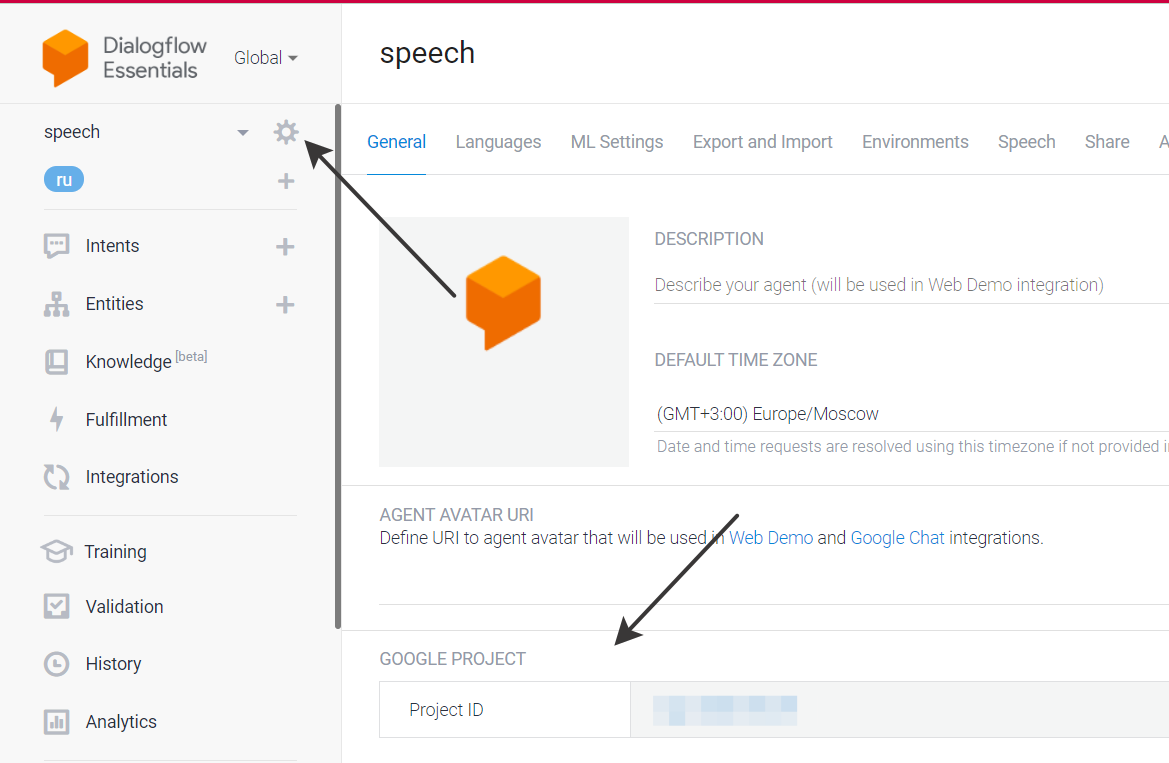 Dialogflow
Essentials
Global
speech
speech
ru
Intents
Entities
Knowledge [beta]
Fulfillment
Integrations
Training
Validation
History
Analytics
General Languages ML Settings Export and Import Environments Speech Share A
DESCRIPTION
Describe your agent (will be used in Web Demo integration)
DEFAULT TIME ZONE
(GMT+3:00) Europe/Moscow
Date and time requests are resolved using this timezone if not provided i
AGENT AVATAR URI
Define URI to agent avatar that will be used in Web Demo and Google Chat integrations.
GOOGLE PROJECT
Project ID